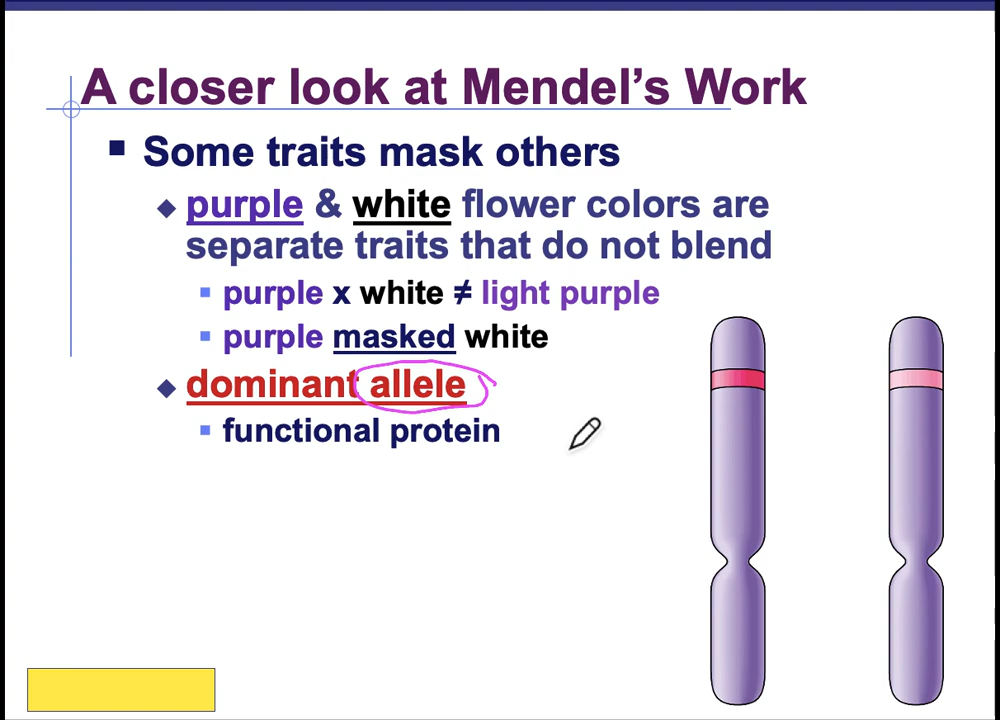 A closer look at Mendel’s Work
Some traits mask others
purple & white flower colors are
separate traits that do not blend
purple x white ≠ light purple
purple masked white
dominant allele
functional protein